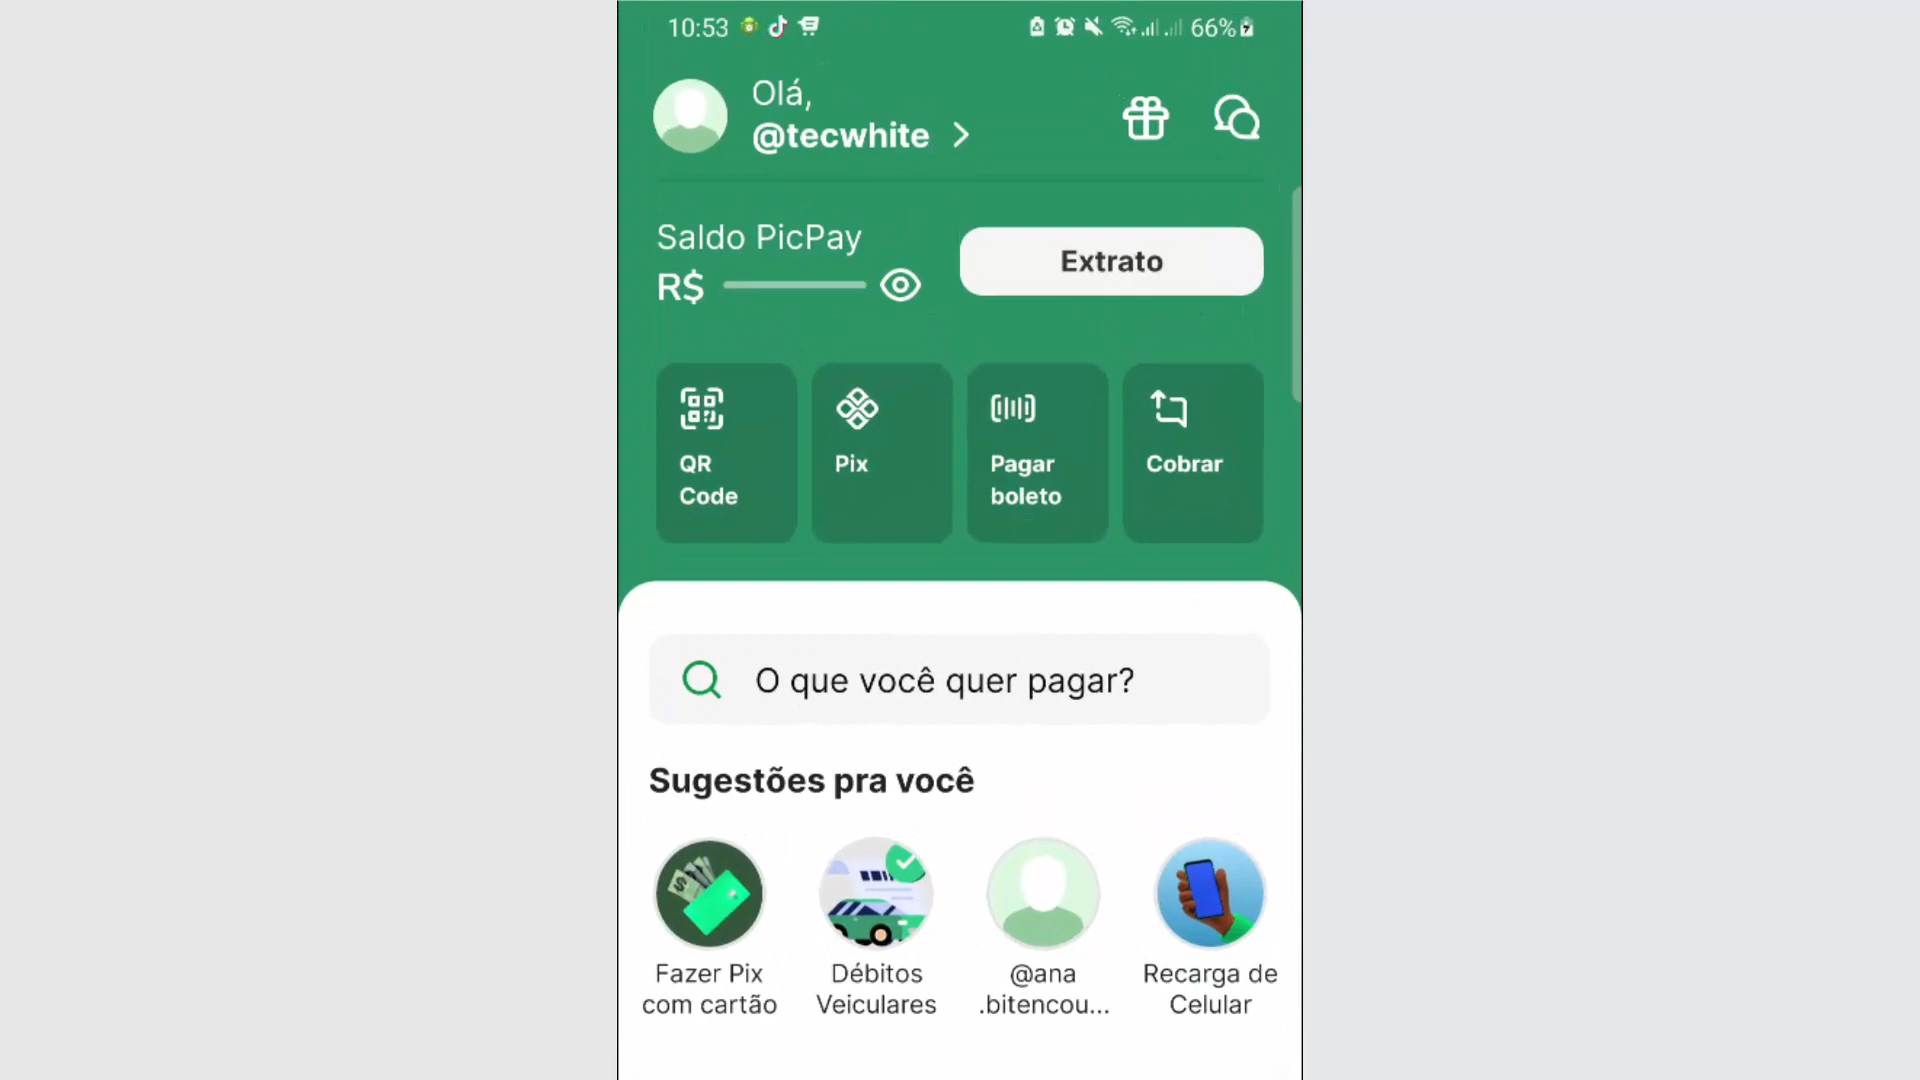 10:53 66%
Olá,
@tecwhite
Saldo PicPay
R$
Extrato
QR
Code
Pix
Pagar
boleto
Cobrar
O que você quer pagar?
Sugestões pra você
Fazer Pix
com cartão
Débitos
Veiculares
@ana
.bitencou...
Recarga de
Celular